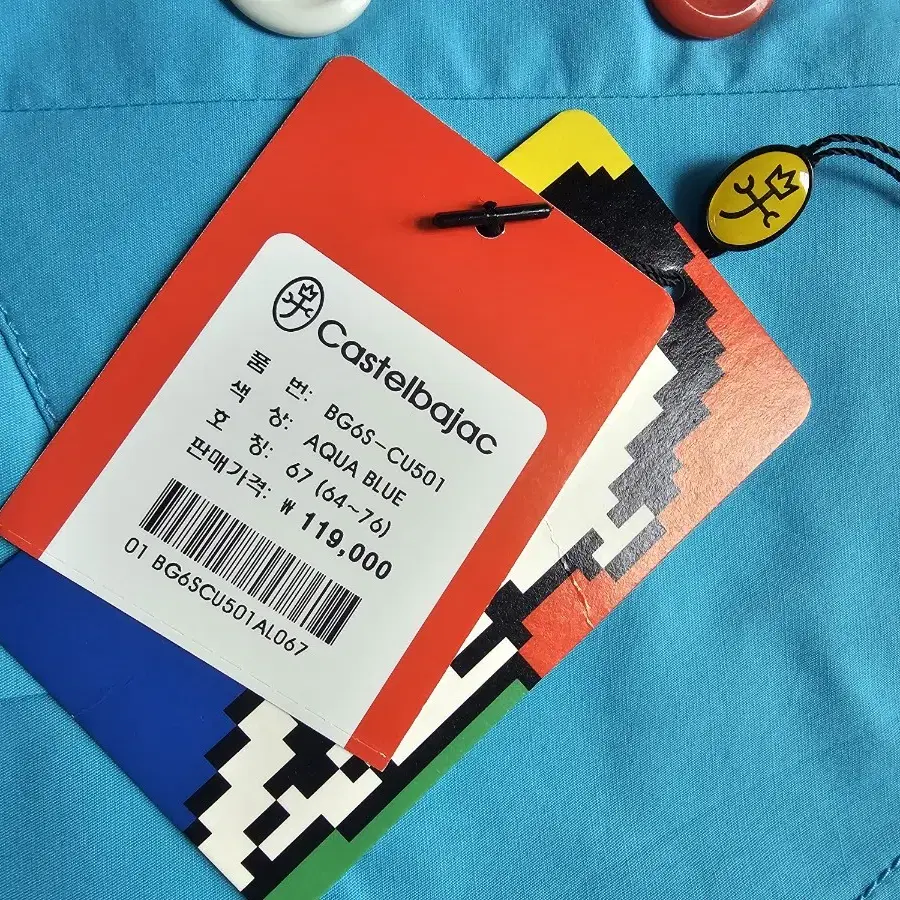 Castelbajac
품 번: BG6S-CU501
색 상: AQUA BLUE
호 칭: 67 (64~76)
판매가격: ₩ 119,000
01 BG6SCU501AL067